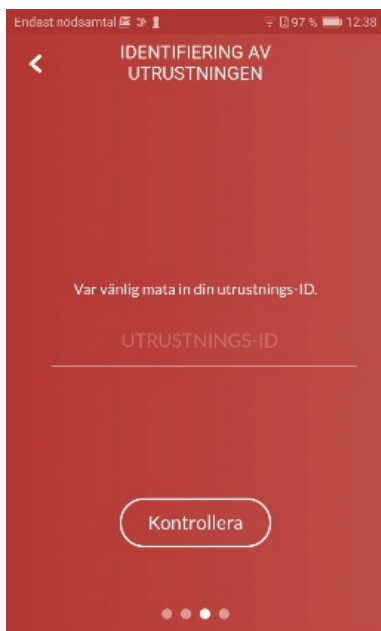 Endast nödsamtal 97 % 12:38
IDENTIFIERING AV
UTRUSTNINGEN
Var vänlig mata in din utrustnings-ID.
UTRUSTNINGS-ID
Kontrollera